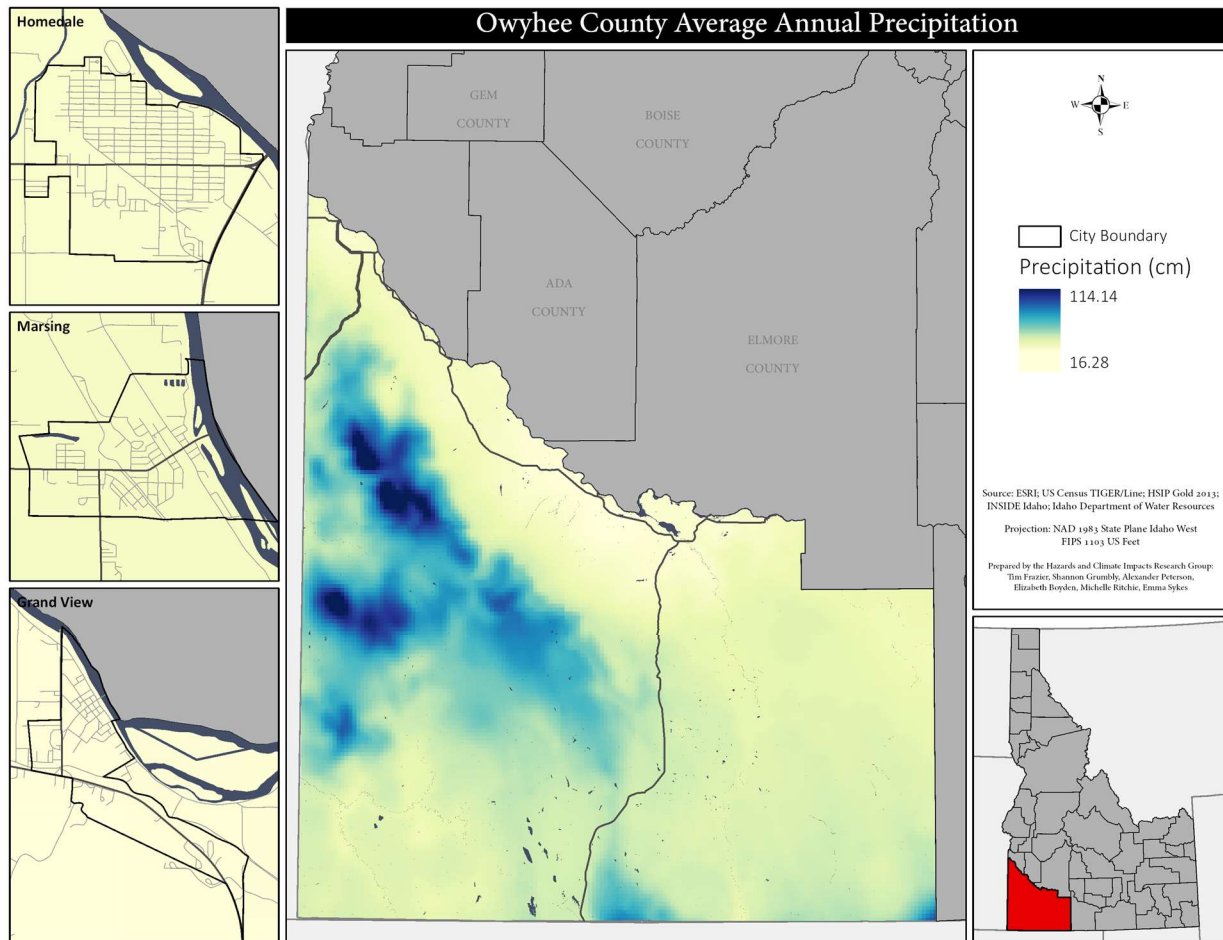 Owyhee County Average Annual Precipitation
Homedale
Marsing
Grand View
GEM
COUNTY
BOISE
COUNTY
ADA
COUNTY
ELMORE
COUNTY
N
W E
S
City Boundary
Precipitation (cm)
114.14
16.28
Source: ESRI; US Census TIGER/Line; HSIP Gold 2013;
INSIDE Idaho; Idaho Department of Water Resources
Projection: NAD 1983 State Plane Idaho West
FIPS 1103 US Feet
Prepared by the Hazards and Climate Impacts Research Group:
Tim Frazier, Shannon Grumbly, Alexander Peterson,
Elizabeth Boyden, Michelle Ritchie, Emma Sykes